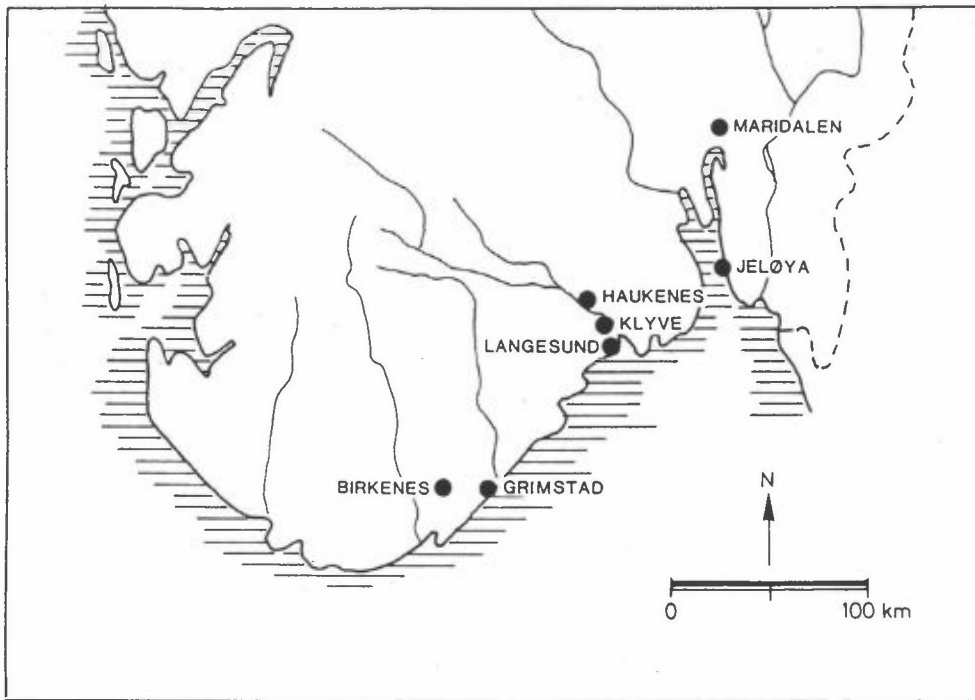 MARIDALEN
JELØYA
HAUKENES
KLYVE
LANGESUND
BIRKENES
GRIMSTAD
N
0
100 km